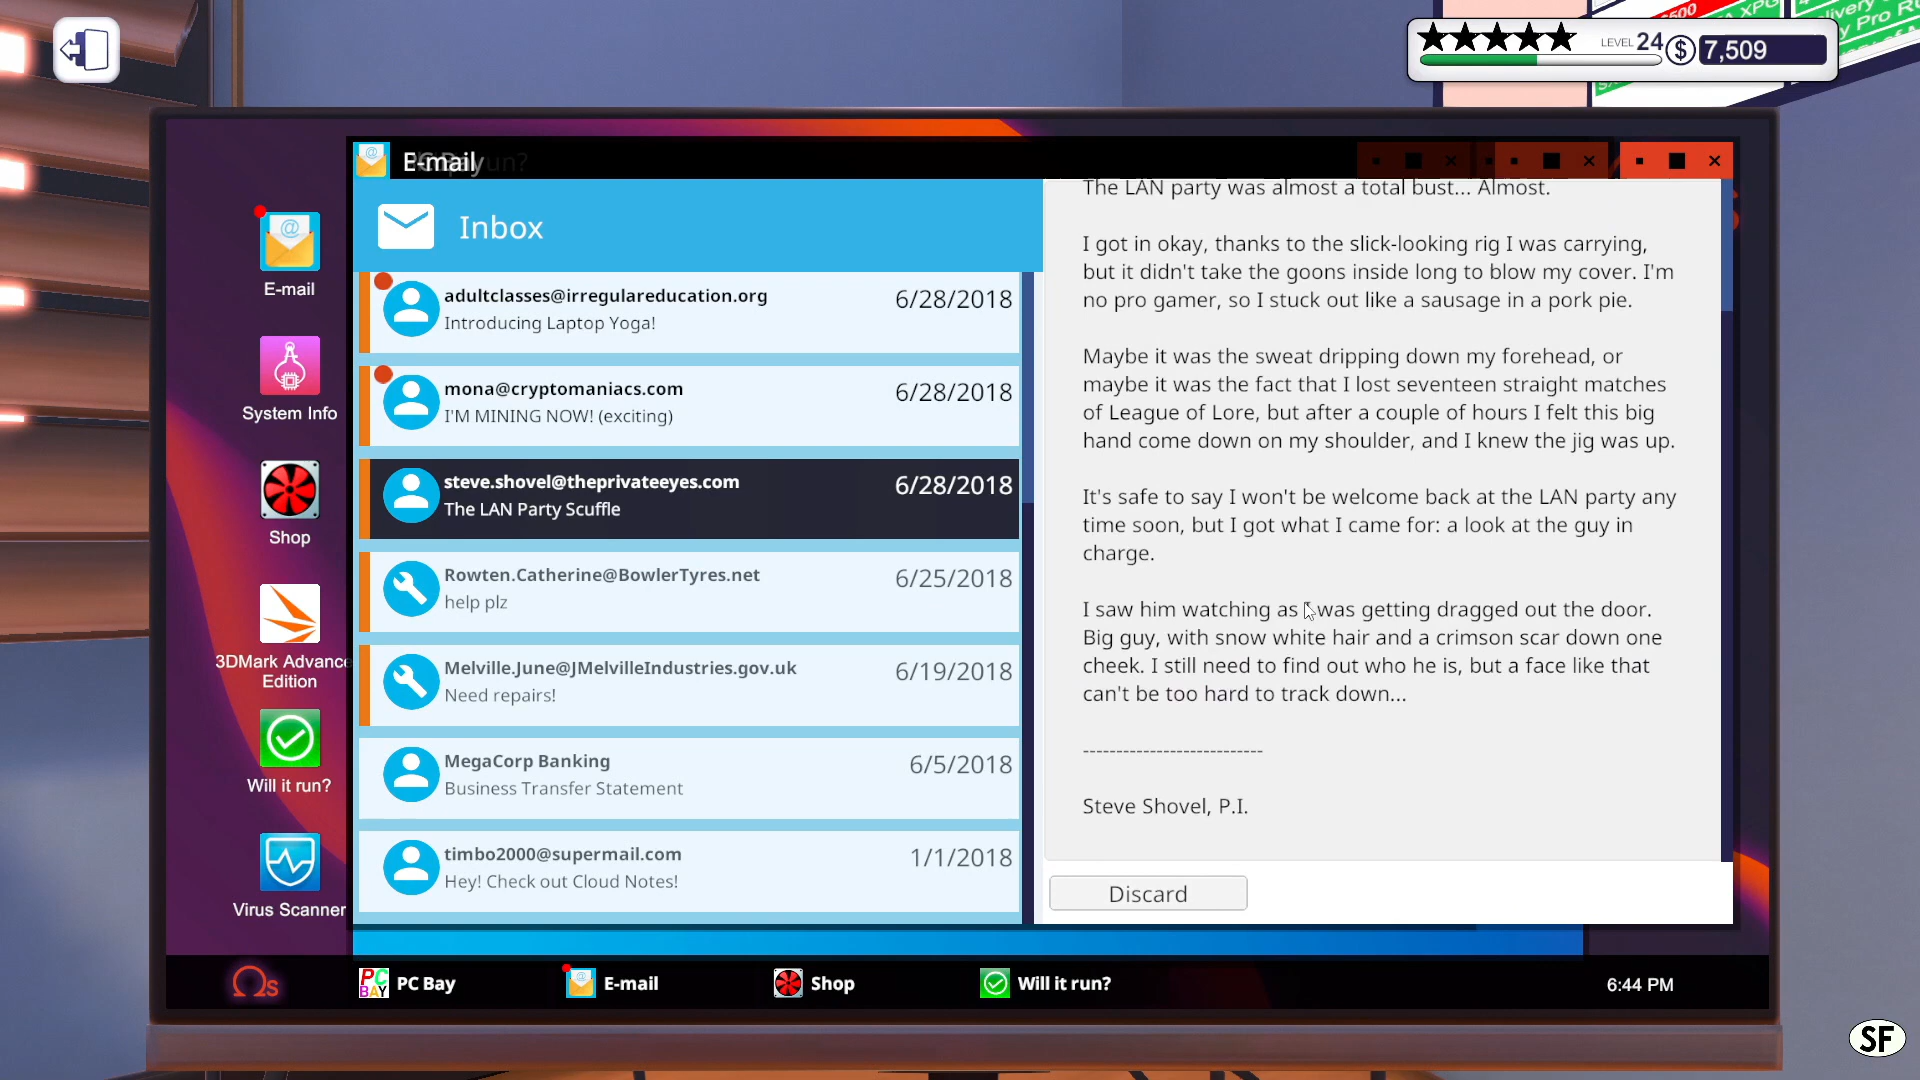 LEVEL 24
$ 7,509
E-mail
Inbox
adultclasses@irregulareducation.org
6/28/2018
Introducing Laptop Yoga!
mona@cryptomaniacs.com
6/28/2018
I'M MINING NOW! (exciting)
steve.shovel@theprivateeyes.com
6/28/2018
The LAN Party Scuffle
Rowten.Catherine@BowlerTyres.net
6/25/2018
help plz
Melville.June@JMelvilleIndustries.gov.uk
6/19/2018
Need repairs!
MegaCorp Banking
6/5/2018
Business Transfer Statement
timbo2000@supermail.com
1/1/2018
Hey! Check out Cloud Notes!
The LAN party was almost a total bust... Almost.
I got in okay, thanks to the slick-looking rig I was carrying,
but it didn't take the goons inside long to blow my cover. I'm
no pro gamer, so I stuck out like a sausage in a pork pie.
Maybe it was the sweat dripping down my forehead, or
maybe it was the fact that I lost seventeen straight matches
of League of Lore, but after a couple of hours I felt this big
hand come down on my shoulder, and I knew the jig was up.
It's safe to say I won't be welcome back at the LAN party any
time soon, but I got what I came for: a look at the guy in
charge.
I saw him watching as I was getting dragged out the door.
Big guy, with snow white hair and a crimson scar down one
cheek. I still need to find out who he is, but a face like that
can't be too hard to track down...
---------------------------
Steve Shovel, P.I.
Discard
E-mail
System Info
Shop
3DMark Advance
Edition
Will it run?
Virus Scanner
PC Bay
E-mail
Shop
Will it run?
6:44 PM
SF